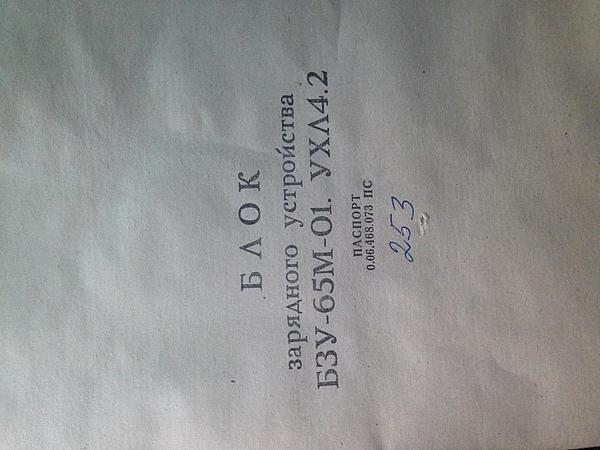 БЛОК
зарядного устройства
БЗУ-65М-01. УХЛ4.2
ПАСПОРТ
0.06.468.073 ПС
253